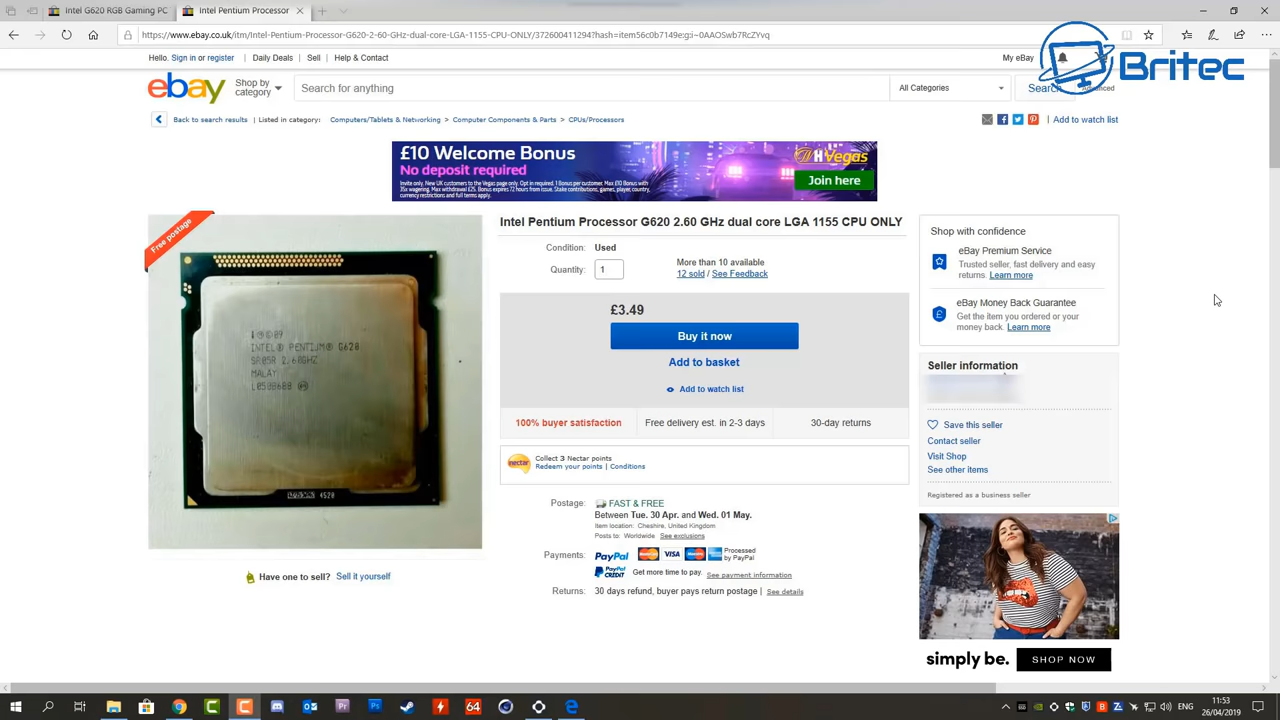 Intel G620 RGB Gaming PC
Intel Pentium Processor
https://www.ebay.co.uk/itm/Intel-Pentium-Processor-G620-2-60-GHz-dual-core-LGA-1155-CPU-ONLY/372600411294?hash=item56c0b7149e:g:i~0AAOSwb7RcZYvq
Britec
Hello. Sign in or register
Daily Deals
Sell
Help & Contact
My eBay
ebay
Shop by category
Search for anything
All Categories
Search
Advanced
Back to search results
Listed in category:
Computers/Tablets & Networking > Computer Components & Parts > CPUs/Processors
Add to watch list
£10 Welcome Bonus
No deposit required
Vegas
Join here
Free postage
INTEL® PENTIUM® G620
SR05R 2.60GHZ
MALAY
4520
Intel Pentium Processor G620 2.60 GHz dual core LGA 1155 CPU ONLY
Condition: Used
Quantity: 1
More than 10 available
12 sold / See Feedback
£3.49
Buy it now
Add to basket
Add to watch list
100% buyer satisfaction
Free delivery est. in 2-3 days
30-day returns
nectar
Collect 3 Nectar points
Redeem your points | Conditions
Postage: FAST & FREE
Between Tue. 30 Apr. and Wed. 01 May.
Item location: Cheshire, United Kingdom
Posts to: Worldwide See exclusions
Payments: PayPal VISA Processed by PayPal
PayPal CREDIT Get more time to pay. See payment information
Returns: 30 days refund, buyer pays return postage | See details
Have one to sell? Sell it yourself
Shop with confidence
eBay Premium Service
Trusted seller, fast delivery and easy returns. Learn more
eBay Money Back Guarantee
Get the item you ordered or your money back. Learn more
Seller information
Save this seller
Contact seller
Visit Shop
See other items
Registered as a business seller
simply be.
SHOP NOW
64
ENG
11:53
26/04/2019